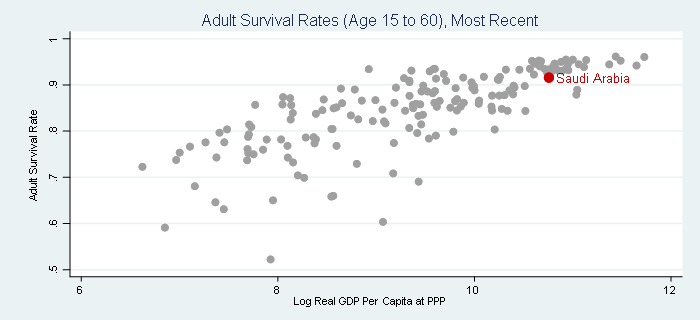 Adult Survival Rates (Age 15 to 60), Most Recent
1
.9
.8
.7
.6
.5
Adult Survival Rate
Saudi Arabia
6
8
10
12
Log Real GDP Per Capita at PPP